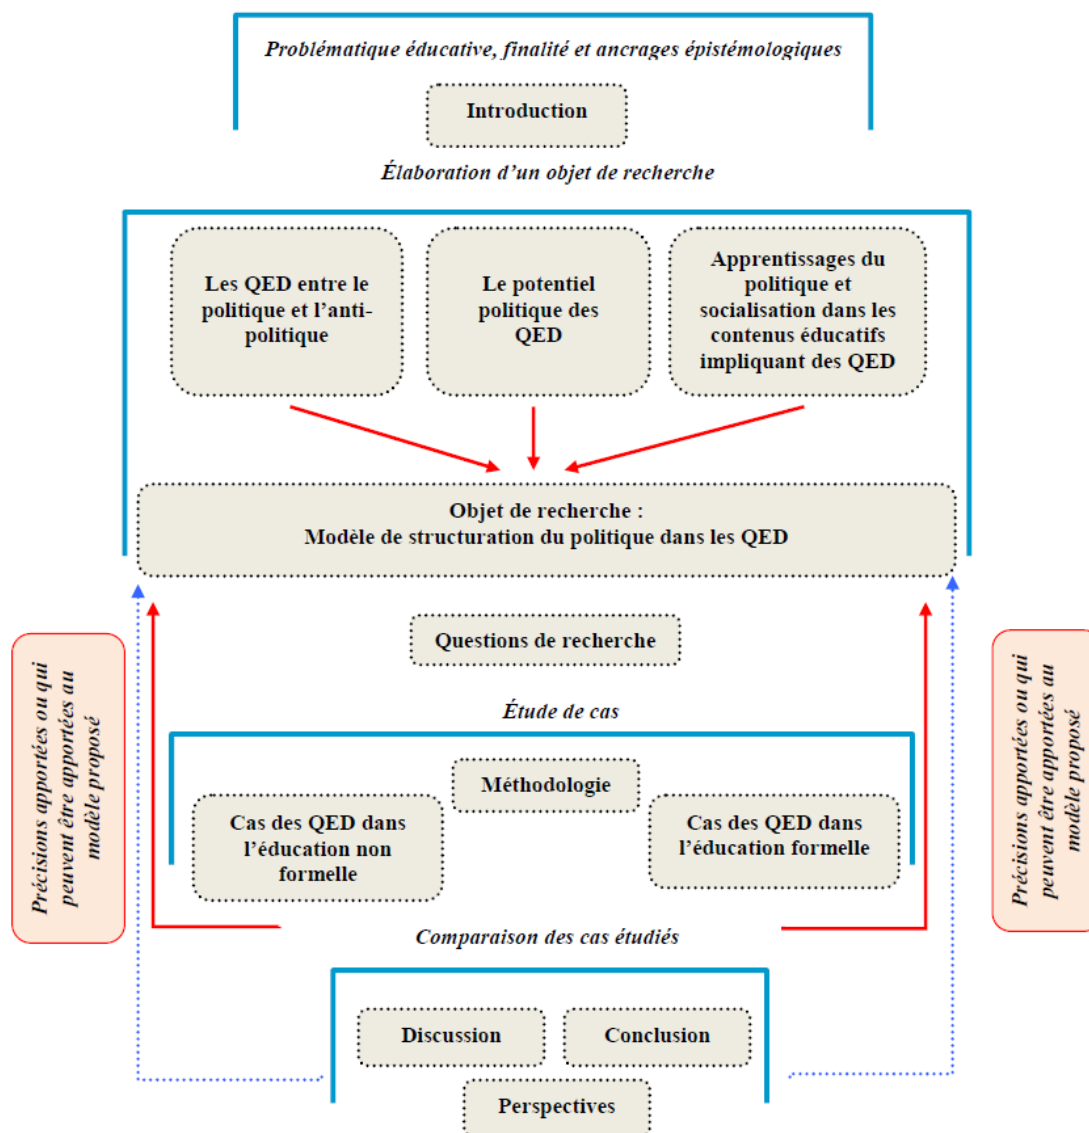 Problématique éducative, finalité et ancrages épistémologiques
Introduction
Élaboration d'un objet de recherche
Les QED entre le
politique et l'anti-
politique
Le potentiel
politique des
QED
Apprentissages du
politique et
socialisation dans les
contenus éducatifs
impliquant des QED
Objet de recherche :
Modèle de structuration du politique dans les QED
Questions de recherche
Précisions apportées ou qui
peuvent être apportées au
modèle proposé
Précisions apportées ou qui
peuvent être apportées au
modèle proposé
Étude de cas
Méthodologie
Cas des QED dans
l'éducation non
formelle
Cas des QED dans
l'éducation formelle
Comparaison des cas étudiés
Discussion
Conclusion
Perspectives